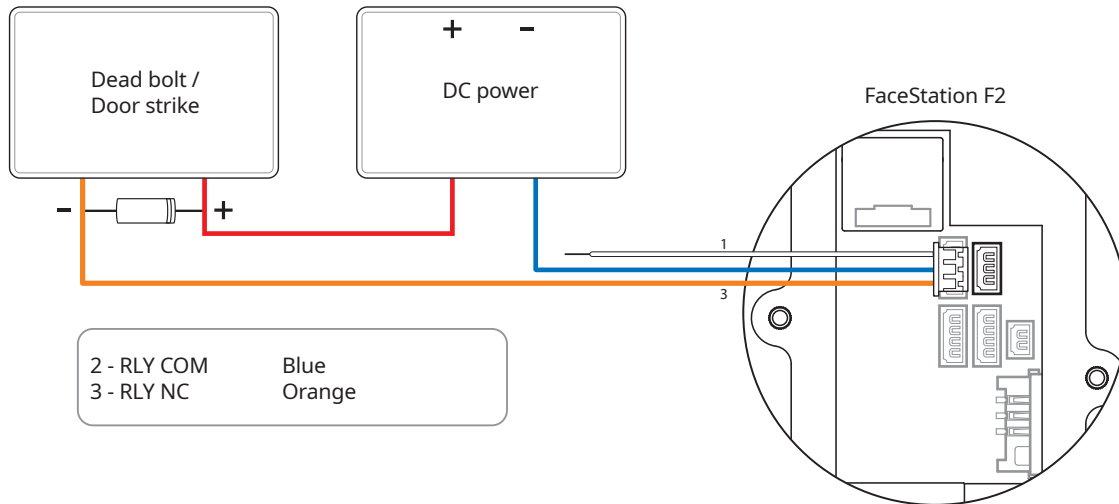 + -
Dead bolt /
Door strike
DC power
FaceStation F2
- +
1
3
2 - RLY COM Blue
3 - RLY NC Orange